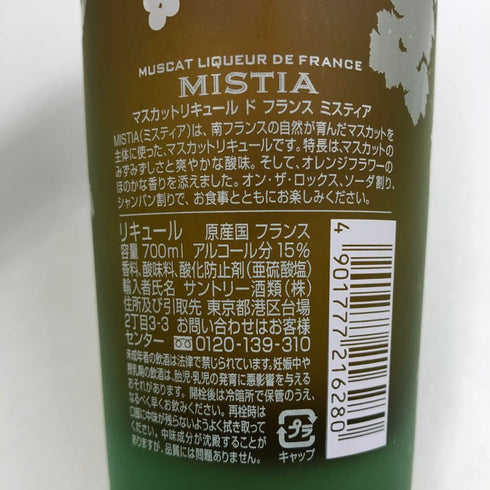 MUSCAT LIQUEUR DE FRANCE
MISTIA
マスカットリキュール ド フランス ミスティア
MISTIA(ミスティア)は、南フランスの自然が育んだマスカットを
主体に使った、マスカットリキュールです。特長は、マスカットの
みずみずしさと爽やかな酸味。そして、オレンジフラワーの
ほのかな香りを添えました。オン・ザ・ロックス、ソーダ割り、
シャンパン割りで、お食事とともにお楽しみください。
リキュール 原産国 フランス
容量 700ml アルコール分 15%
香料、酸味料、酸化防止剤(亜硫酸塩)
輸入者氏名 サントリー酒類(株)
住所及び引取先 東京都港区台場
2丁目3-3 お問い合わせはお客様
センター 0120-139-310
未成年者の飲酒は法律で禁じられています。妊娠中や
授乳期の飲酒は、胎児・乳児の発育に悪影響を与える
おそれがあります。開栓後は冷暗所で保管のうえ、
なるべく早くお飲みください。再栓時は
口部に中味が残らないようよく拭き取って
ください。中味成分が沈殿することが
ありますが、品質には問題ありません。
プラ
キャップ
4901777216280